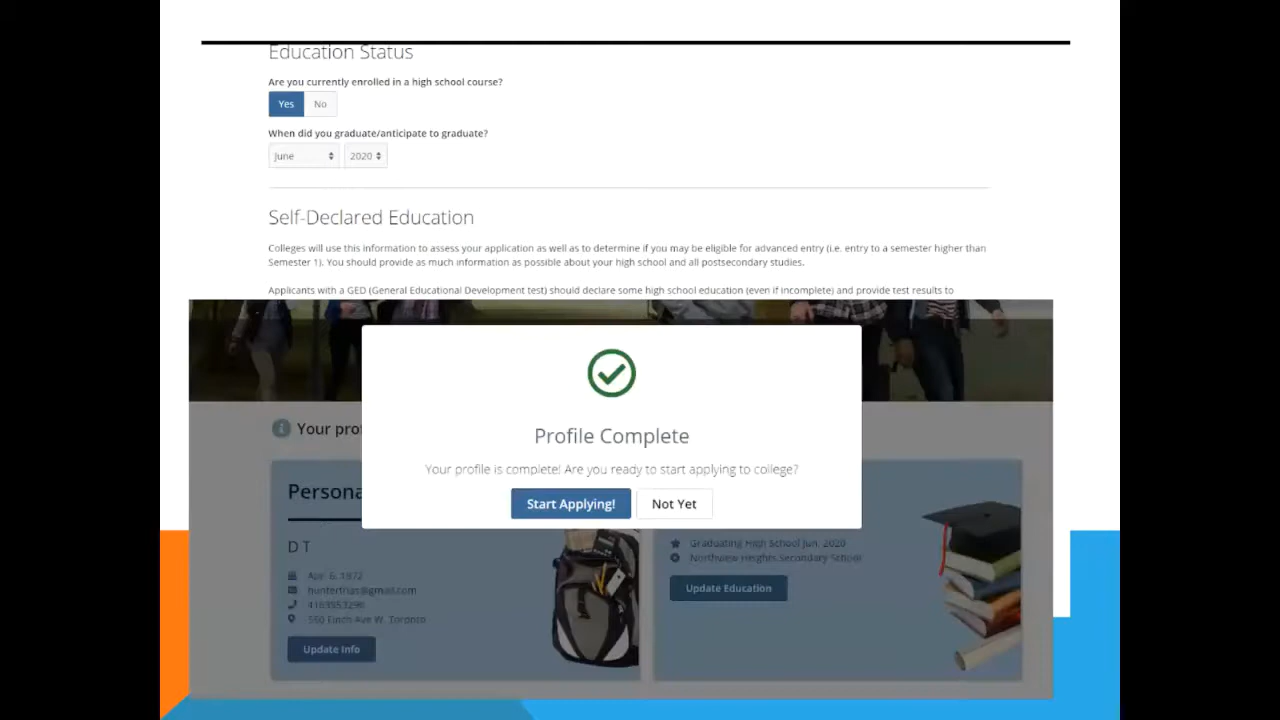 Education Status
Are you currently enrolled in a high school course?
Yes No
When did you graduate/anticipate to graduate?
June 2020
Self-Declared Education
Colleges will use this information to assess your application as well as to determine if you may be eligible for advanced entry (i.e. entry to a semester higher than
Semester 1). You should provide as much information as possible about your high school and all postsecondary studies.
Applicants with a GED (General Educational Development test) should declare some high school education (even if incomplete) and provide test results to
Your prof
Profile Complete
Your profile is complete! Are you ready to start applying to college?
Start Applying! Not Yet
Persona
D T
Apr. 6, 1972
4163953290
550 Finch Ave W. Toronto
Update Info
Graduating High School Jun. 2020
Northview Heights Secondary School
Update Education